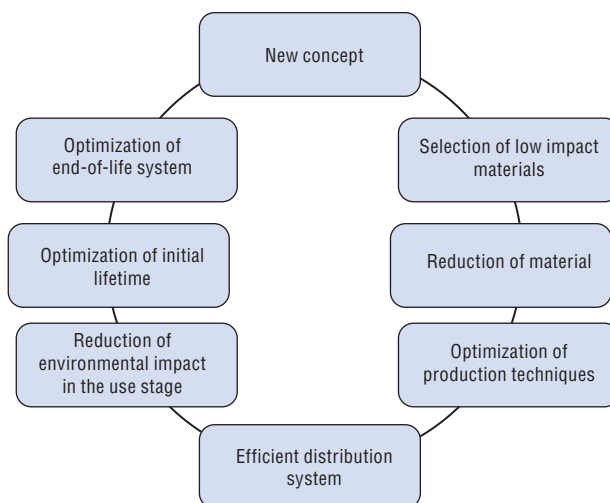 New concept
Selection of low impact
materials
Reduction of material
Optimization of
production techniques
Efficient distribution
system
Reduction of
environmental impact
in the use stage
Optimization of initial
lifetime
Optimization of
end-of-life system